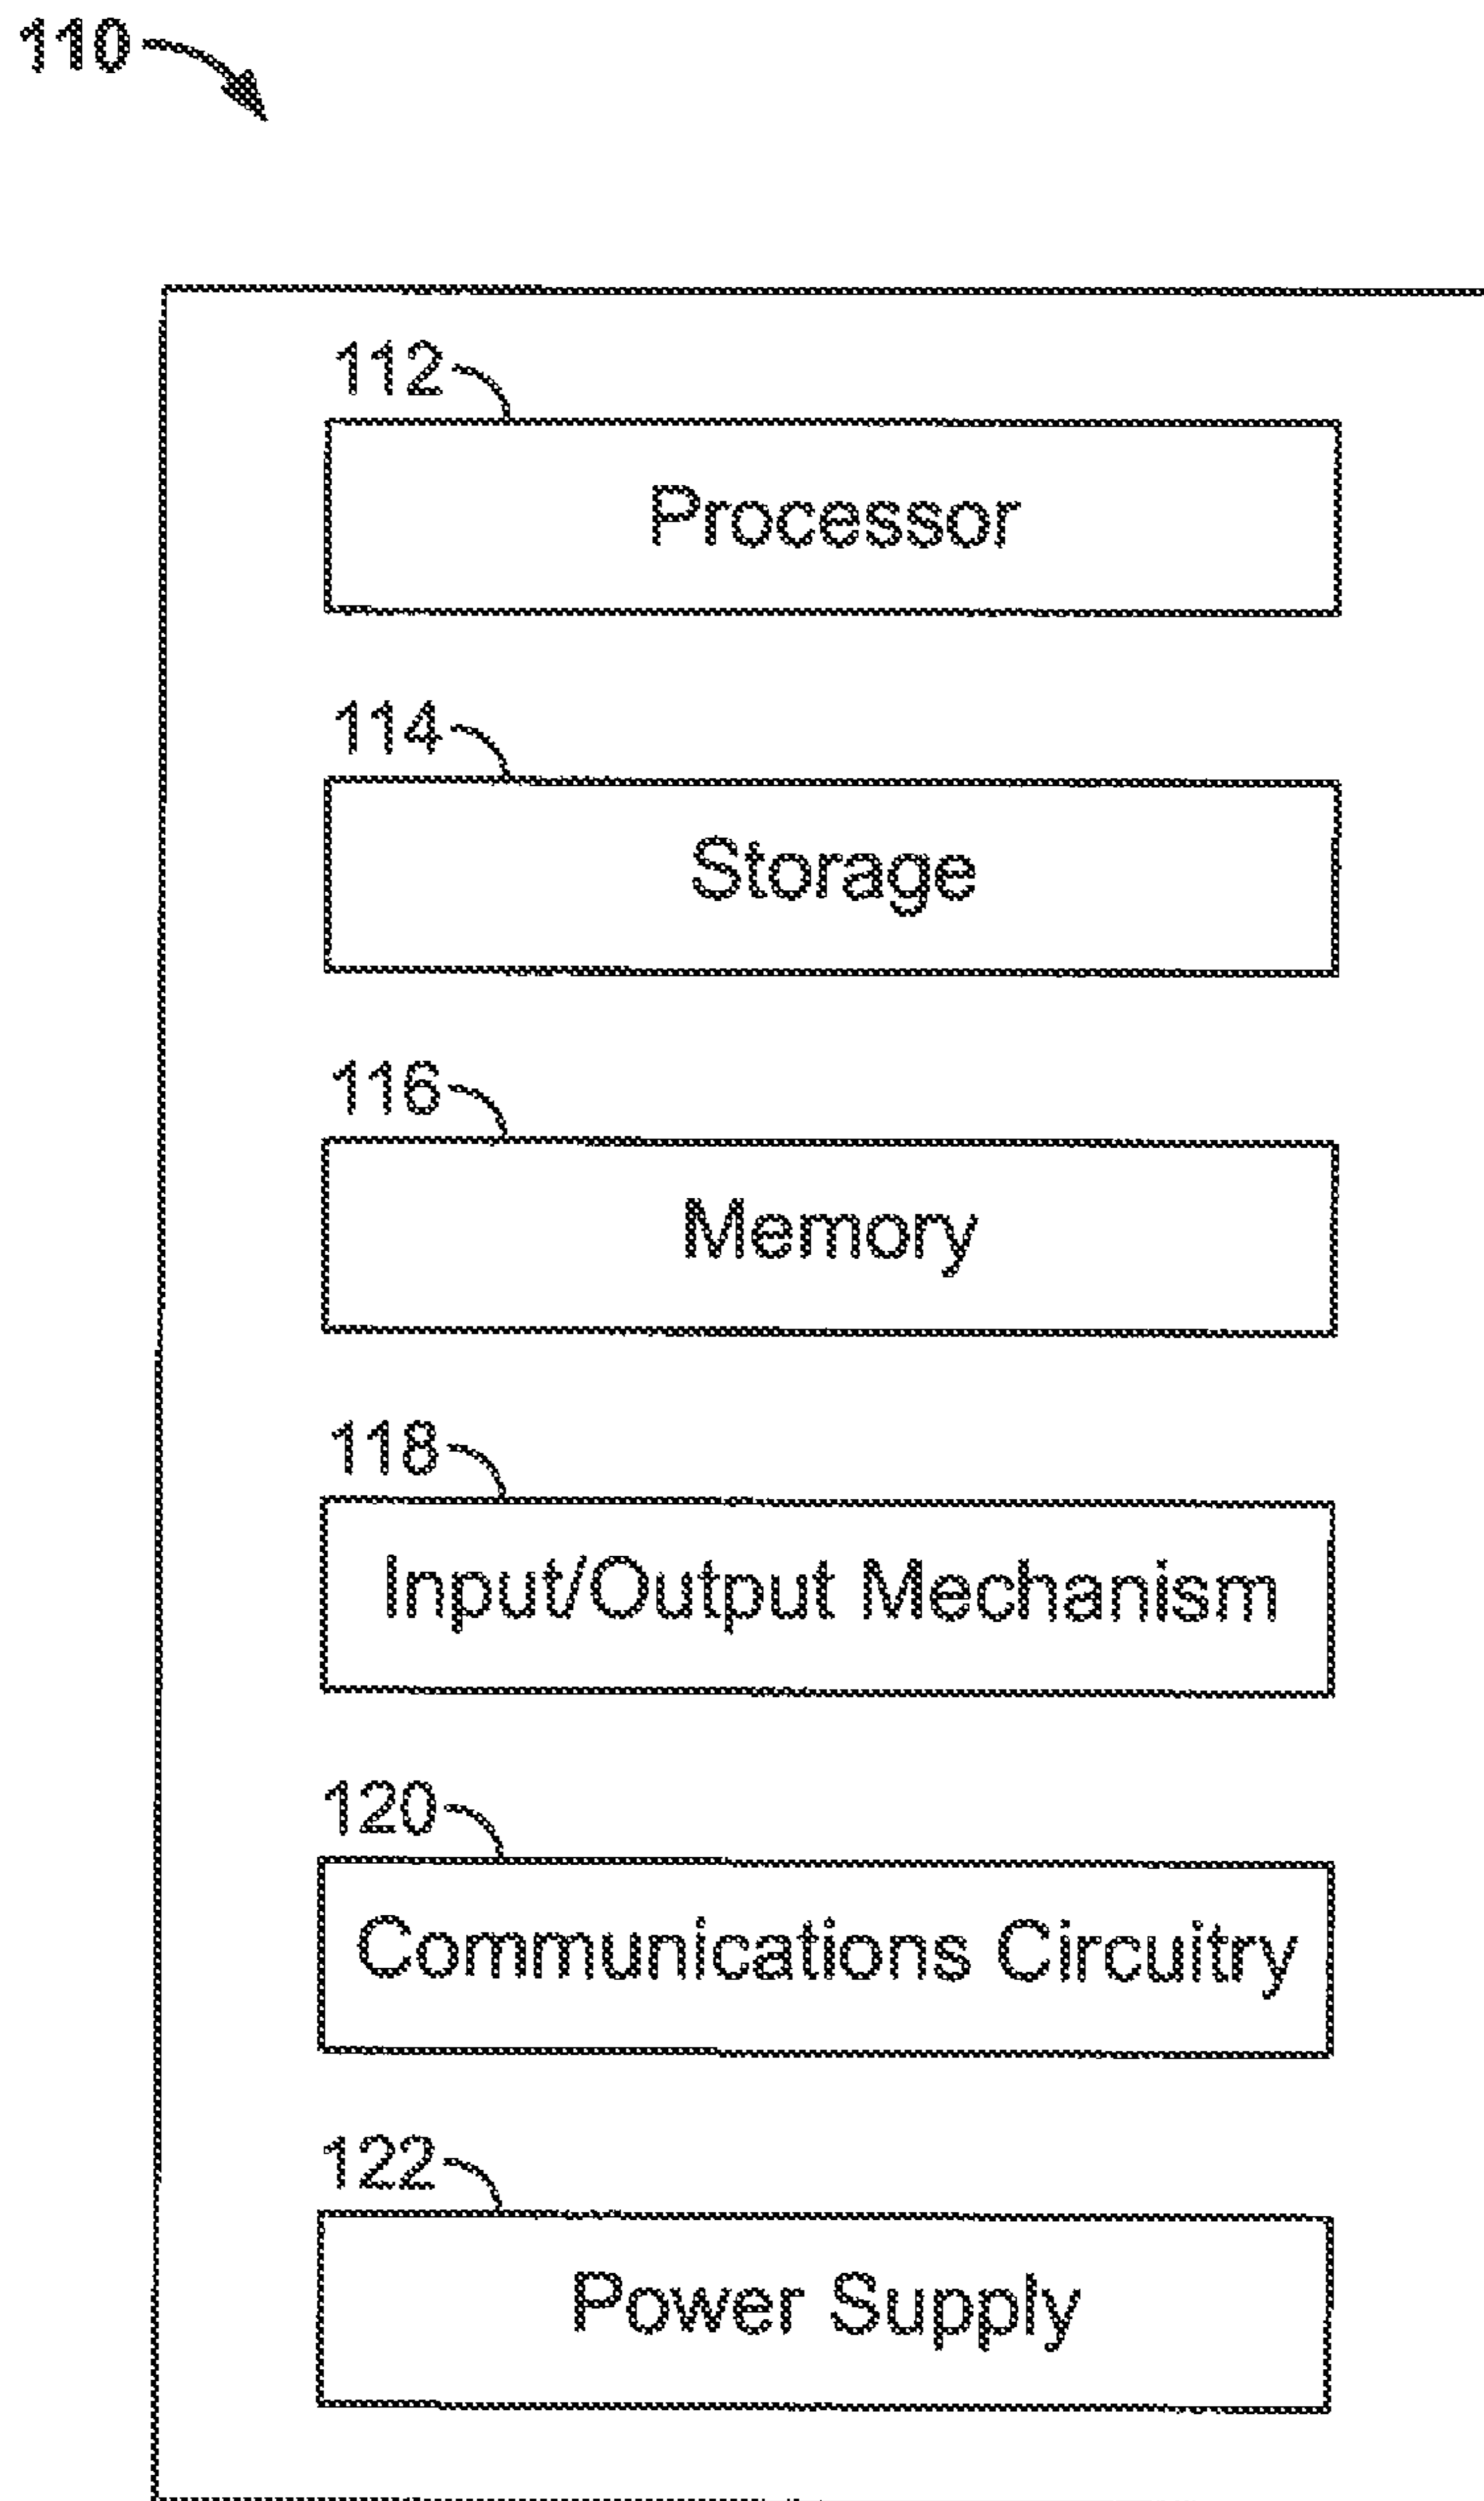 110
112
Processor
114
Storage
116
Memory
118
Input/Output Mechanism
120
Communications Circuitry
122
Power Supply